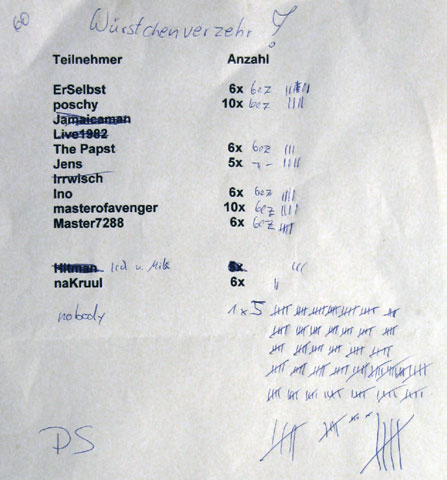 60 Würstchenverzehr!
Teilnehmer Anzahl
ErSelbst 6x bez
poschy 10x bez
Jamaicaman
Live1982
The Papst 6x bez
Jens 5x
Irrwisch
Ino 6x bez
masterofavenger 10x bez
Master7288 6x bez
Hitman 5x
naKruul 6x
nobody 1x5
DS